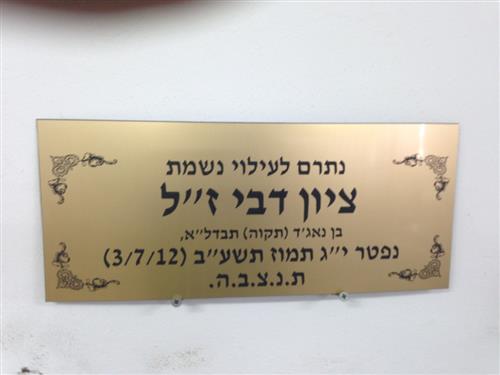 נתרם לעילוי נשמת
ציון דבי ז״ל
בן נאג׳ד (תקוה) תבדל״א,
נפטר י״ג תמוז תשע״ב (3/7/12)
ת.נ.צ.ב.ה.